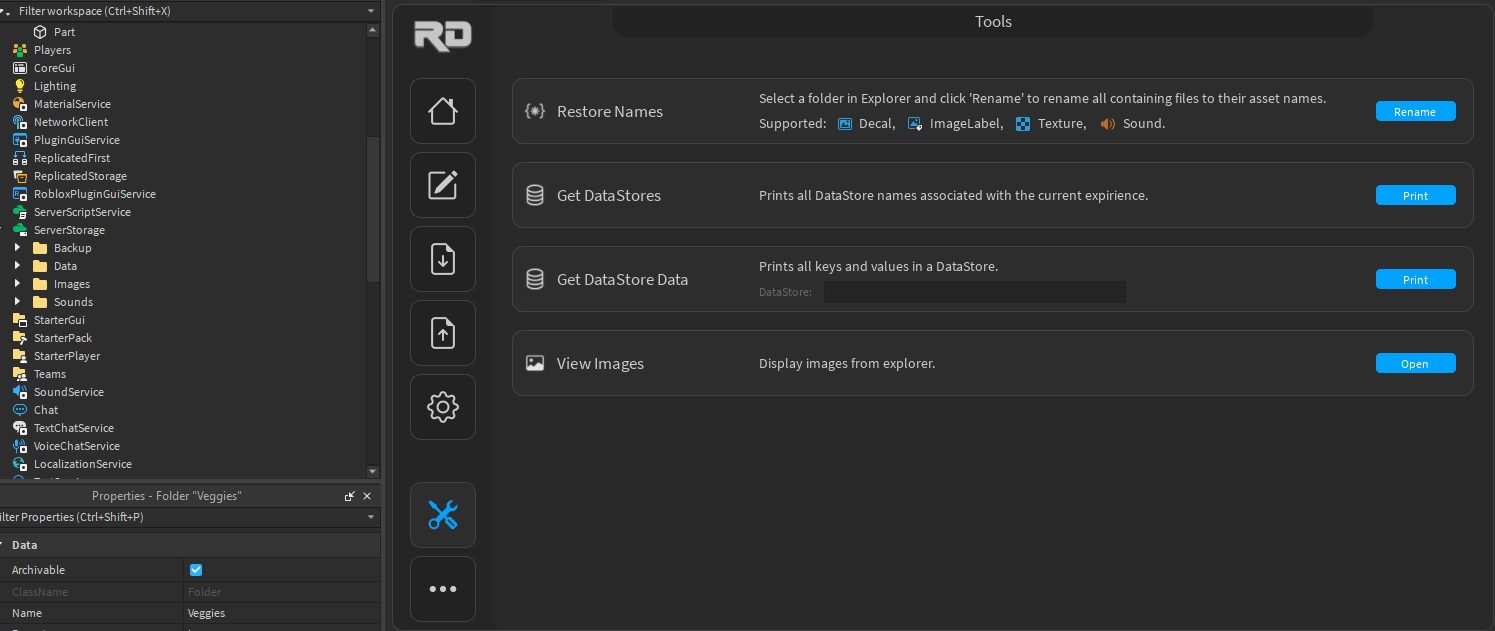 Filter workspace (Ctrl+Shift+X)
Part
Players
CoreGui
Lighting
MaterialService
NetworkClient
PluginGuiService
ReplicatedFirst
ReplicatedStorage
RobloxPluginGuiService
ServerScriptService
ServerStorage
Backup
Data
Images
Sounds
StarterGui
StarterPack
StarterPlayer
Teams
SoundService
Chat
TextChatService
VoiceChatService
LocalizationService
Properties - Folder "Veggies"
ilter Properties (Ctrl+Shift+P)
Data
Archivable
ClassName Folder
Name Veggies
RD
Tools
Restore Names
Select a folder in Explorer and click 'Rename' to rename all containing files to their asset names.
Supported: Decal, ImageLabel, Texture, Sound.
Rename
Get DataStores
Prints all DataStore names associated with the current expirience.
Print
Get DataStore Data
Prints all keys and values in a DataStore.
DataStore:
Print
View Images
Display images from explorer.
Open